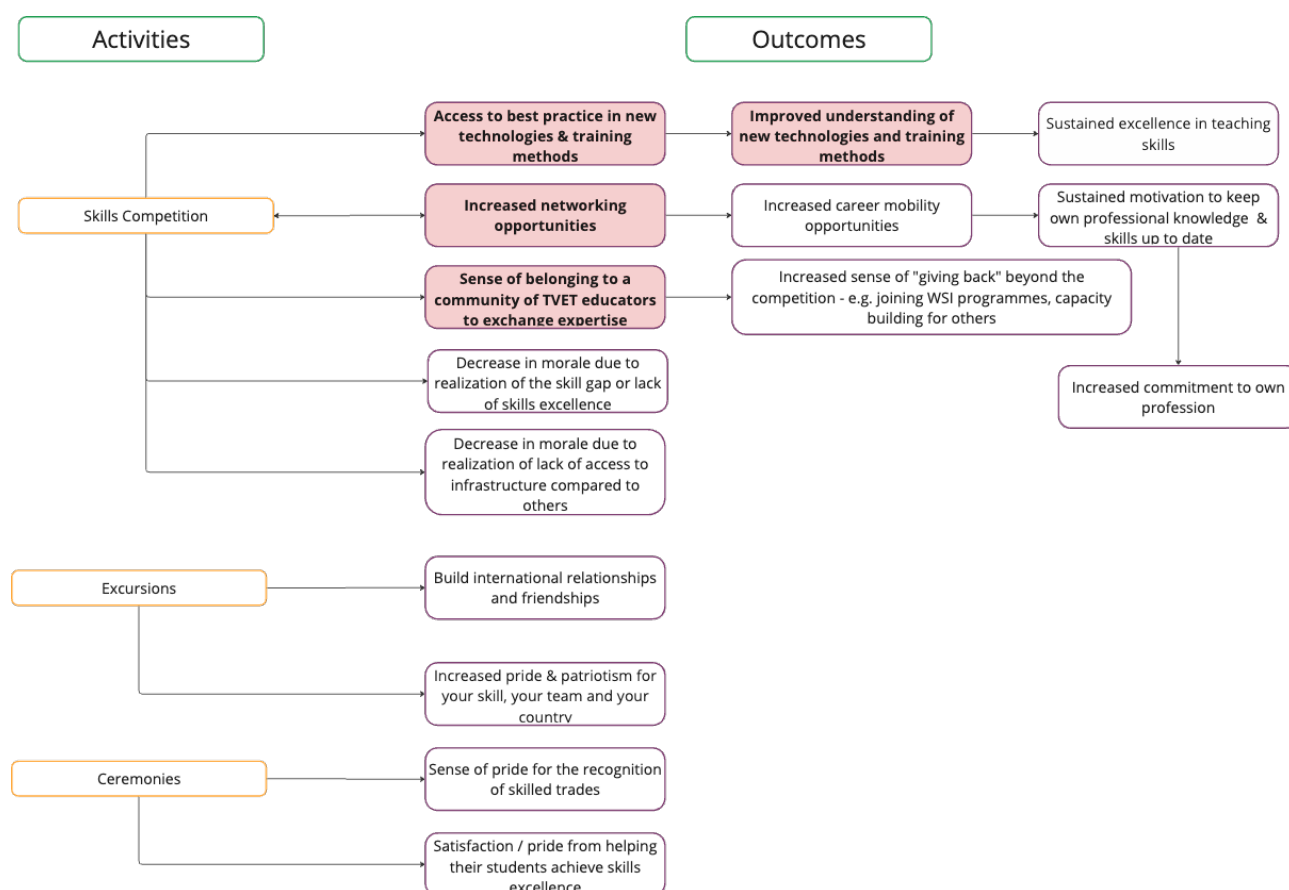 Activities
Outcomes
Access to best practice in new
technologies & training
methods
Improved understanding of
new technologies and training
methods
Sustained excellence in teaching
skills
Skills Competition
Increased networking
opportunities
Increased career mobility
opportunities
Sustained motivation to keep
own professional knowledge & 
skills up to date
Sense of belonging to a
community of TVET educators
to exchange expertise
Increased sense of "giving back" beyond the
competition - e.g. joining WSI programmes, capacity
building for others
Decrease in morale due to
realization of the skill gap or lack
of skills excellence
Increased commitment to own
profession
Decrease in morale due to
realization of lack of access to
infrastructure compared to
others
Excursions
Build international relationships
and friendships
Increased pride & patriotism for
your skill, your team and your
country
Ceremonies
Sense of pride for the recognition
of skilled trades
Satisfaction / pride from helping
their students achieve skills
excellence